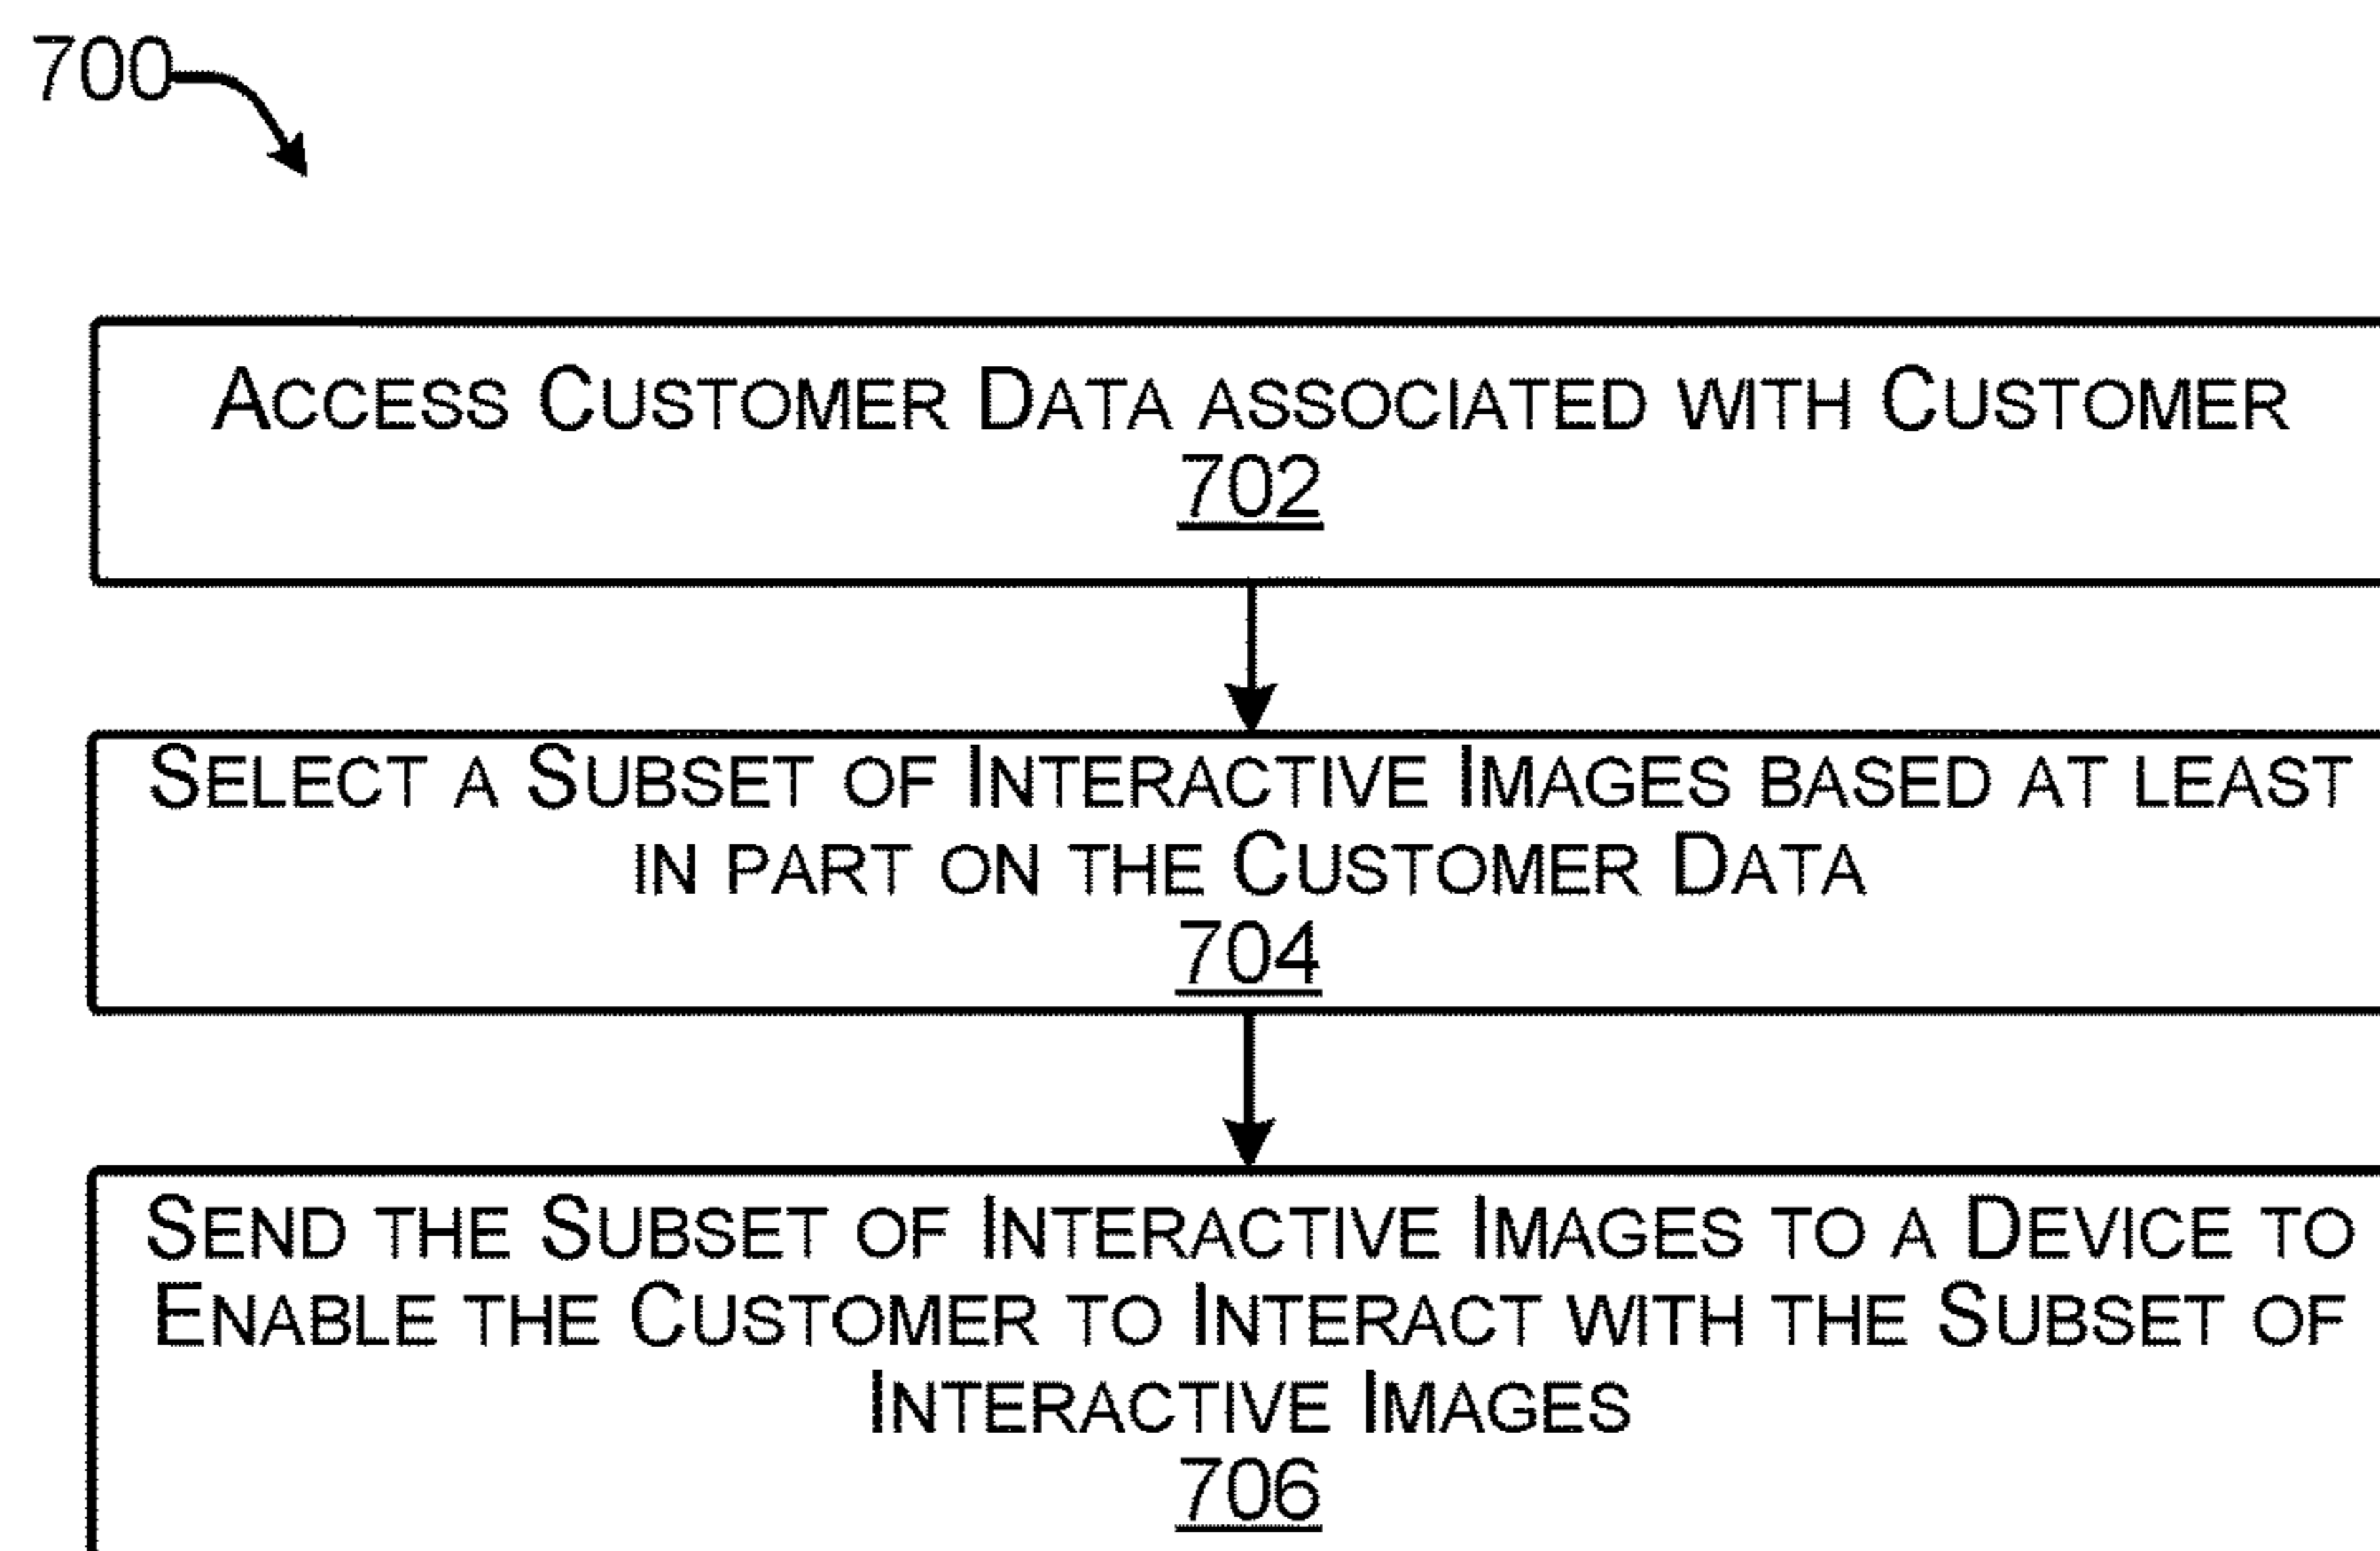 700
Access Customer Data associated with Customer
702
Select a Subset of Interactive Images based at least
in part on the Customer Data
704
Send the Subset of Interactive Images to a Device to
Enable the Customer to Interact with the Subset of
Interactive Images
706